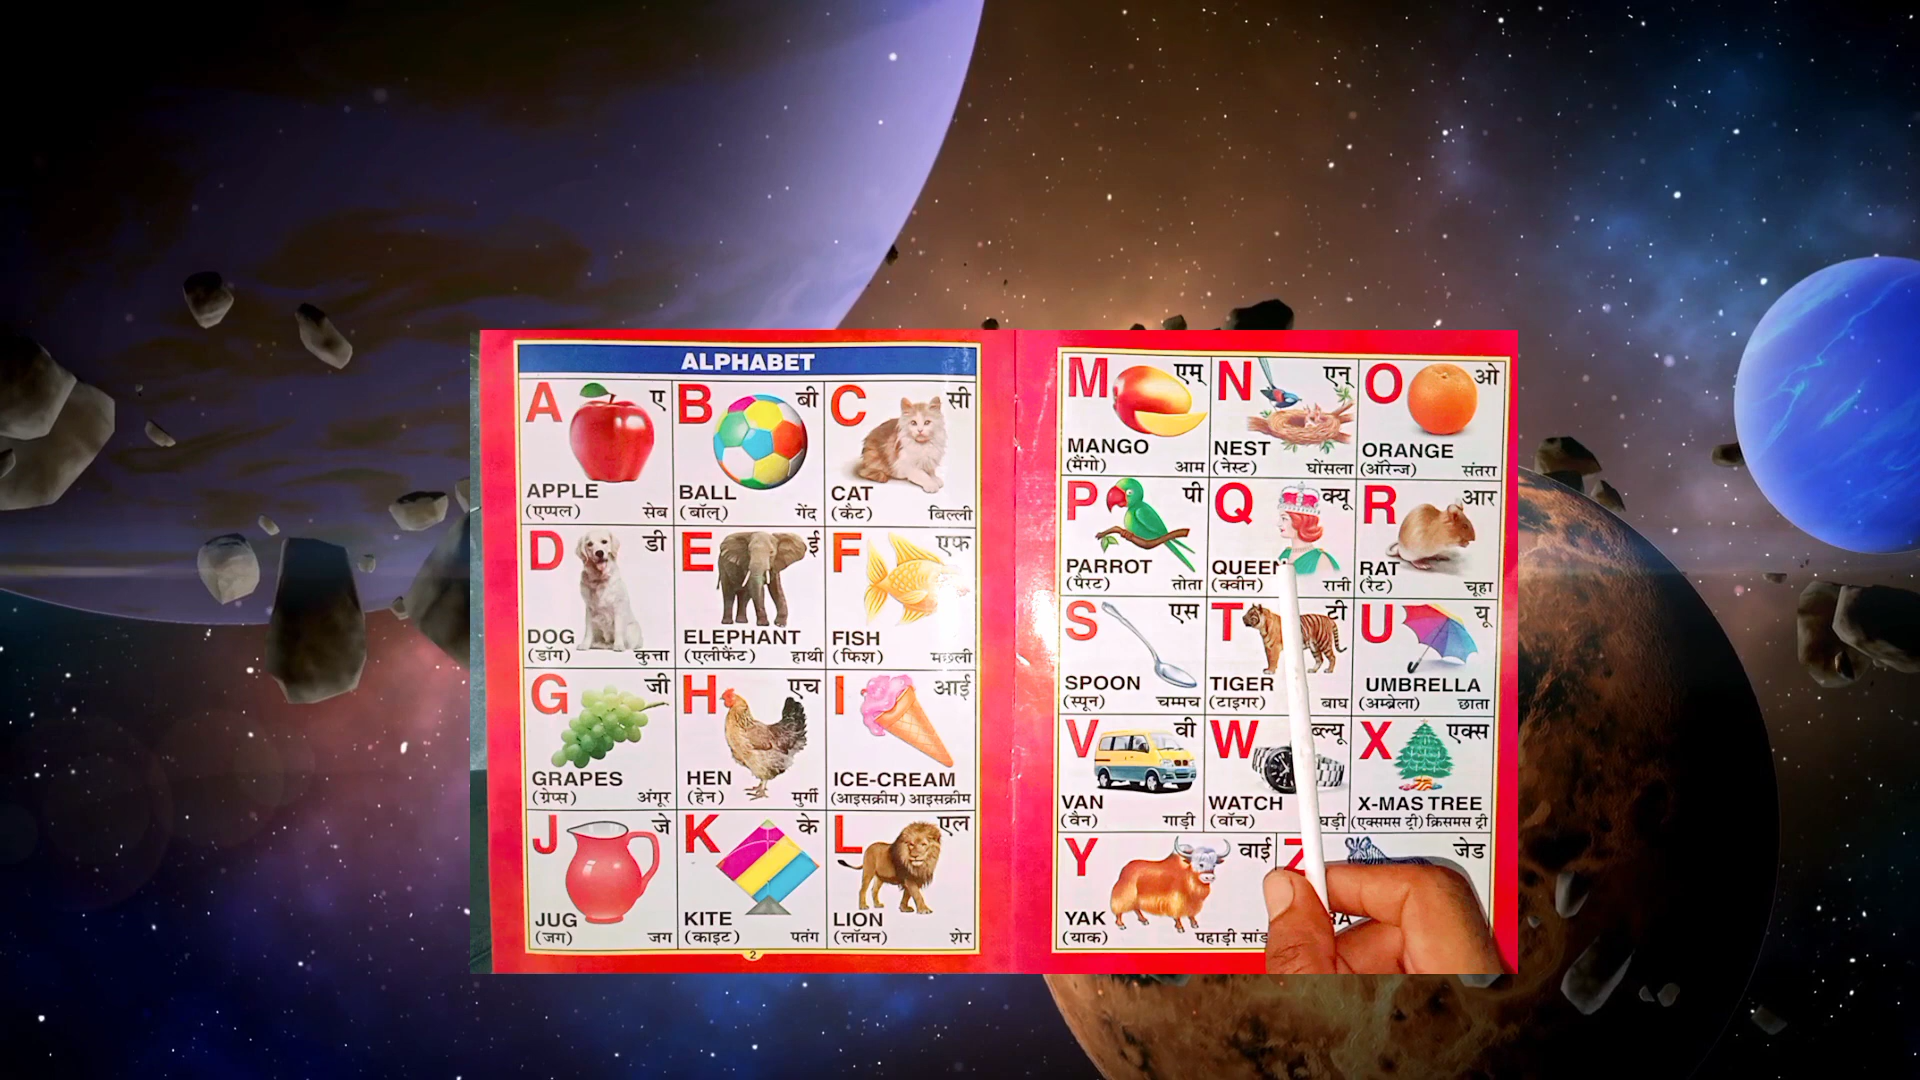 ALPHABET
A ए
APPLE
(एप्पल) सेब
B बी
BALL
(बॉल्) गेंद
C सी
CAT
(कैट) बिल्ली
D डी
DOG
(डॉग) कुत्ता
E ई
ELEPHANT
(एलीफैंट) हाथी
F एफ
FISH
(फिश) मछली
G जी
GRAPES
(ग्रेप्स) अंगूर
H एच
HEN
(हेन) मुर्गी
I आई
ICE-CREAM
(आइसक्रीम) आइसक्रीम
J जे
JUG
(जग) जग
K के
KITE
(काइट) पतंग
L एल
LION
(लॉयन) शेर
2
M एम्
MANGO
(मैंगो) आम
N एन्
NEST
(नेस्ट) घोंसला
O ओ
ORANGE
(ऑरेन्ज) संतरा
P पी
PARROT
(पैरट) तोता
Q क्यू
QUEEN
(क्वीन) रानी
R आर
RAT
(रैट) चूहा
S एस
SPOON
(स्पून) चम्मच
T टी
TIGER
(टाइगर) बाघ
U यू
UMBRELLA
(अम्ब्रेला) छाता
V वी
VAN
(वैन) गाड़ी
W
WATCH
(वॉच)
X एक्स
X-MAS TREE
(एक्समस ट्री) क्रिसमस ट्री
Y वाई
YAK
(याक) पहाड़ी सांड
Z जेड